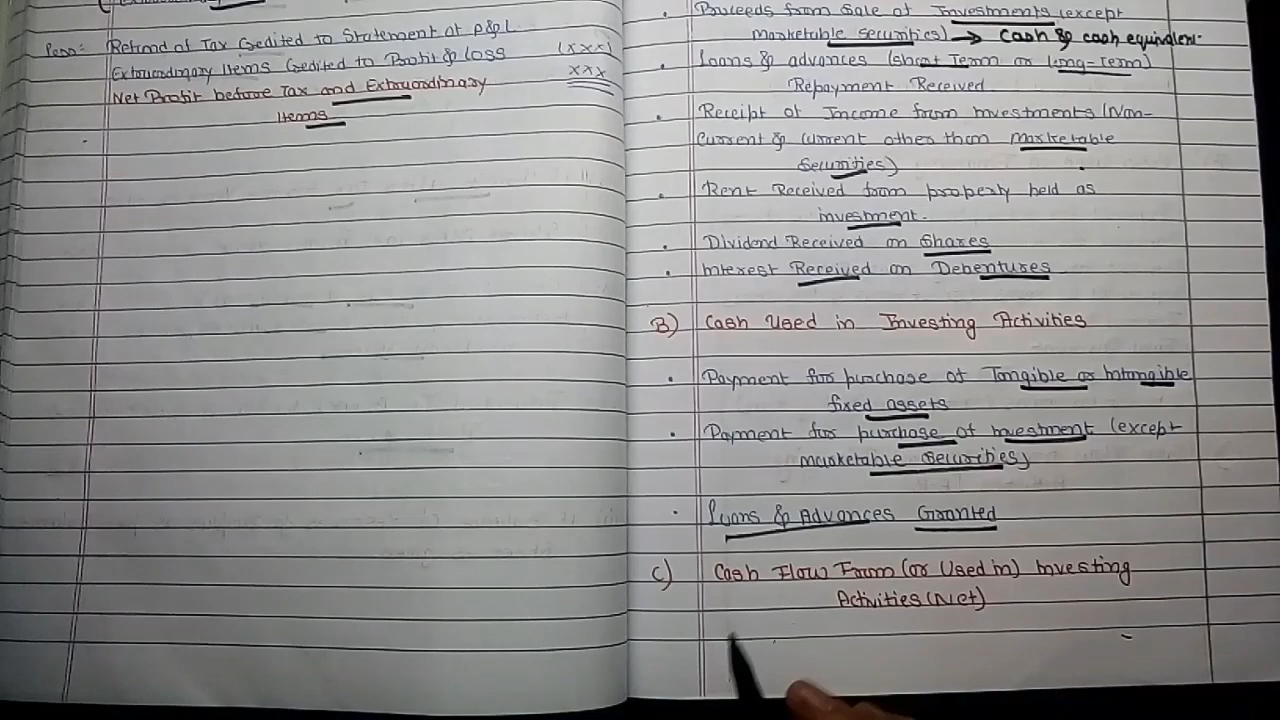 Less: Refund of Tax Credited to Statement of P&L (XXX)
Extraordinary Items Credited to Profit & Loss XXX
Net Profit before Tax and Extraordinary
Items
• Proceeds from Sale of Investments (except
marketable securities) → Cash & cash equivalent.
• Loans & advances (short Term or long-Term)
Repayment Received
• Receipt of Income from Investments (Non-
Current & current other than marketable
Securities)
• Rent Received from property held as
investment.
• Dividend Received on Shares
• Interest Received on Debentures
B) Cash Used in Investing Activities
• Payment for purchase of Tangible or Intangible
fixed assets
• Payment for purchase of Investment (except
marketable Securities)
• Loans & Advances Granted
C) Cash Flow From (or Used in) Investing
Activities (Net)